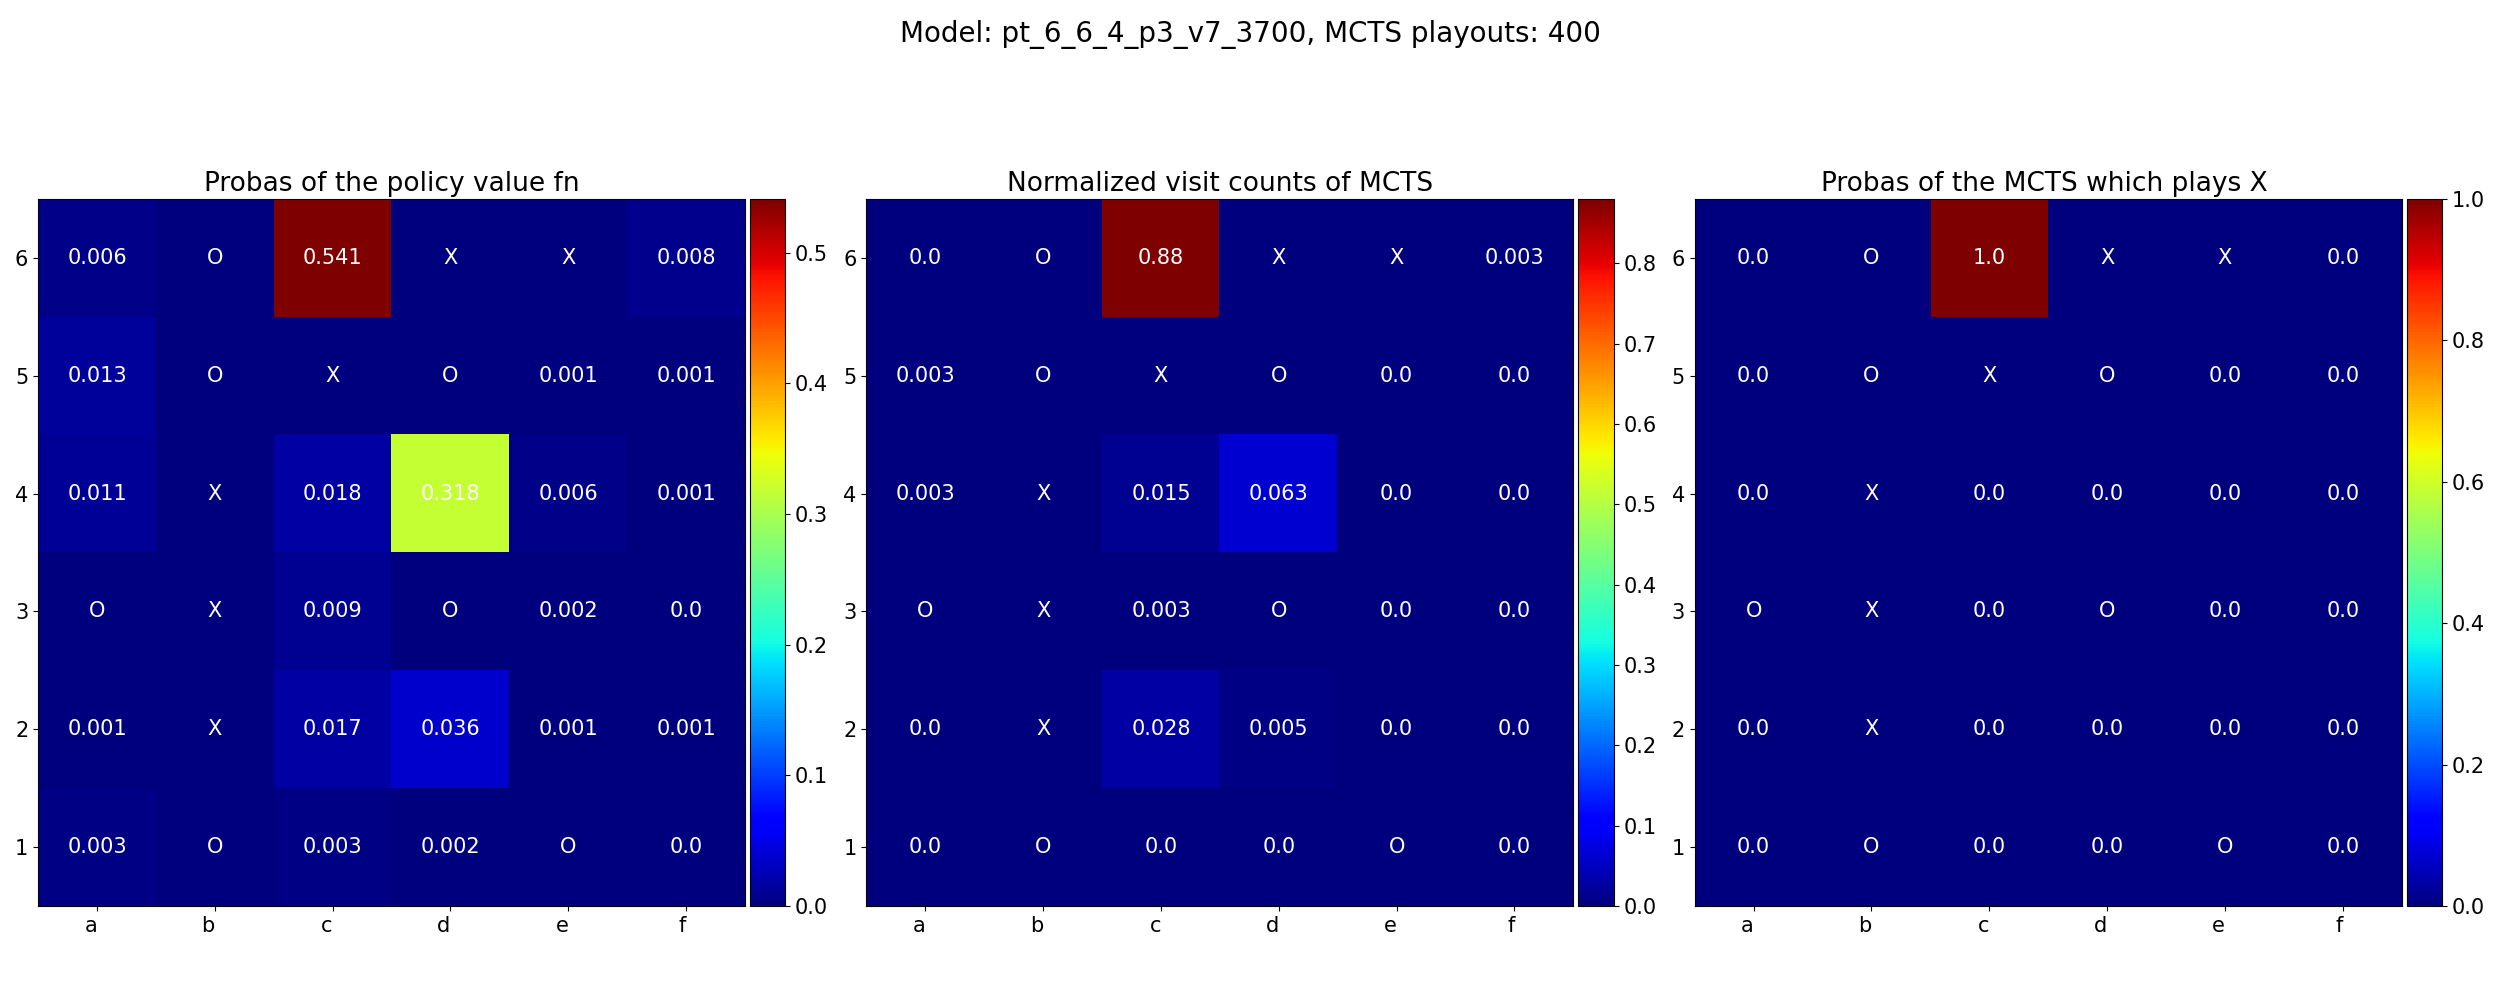 Model: pt_6_6_4_p3_v7_3700, MCTS playouts: 400
Probas of the policy value fn
6 0.006 O 0.541 X X 0.008
5 0.013 O X O 0.001 0.001
4 0.011 X 0.018 0.318 0.006 0.001
3 O X 0.009 O 0.002 0.0
2 0.001 X 0.017 0.036 0.001 0.001
1 0.003 O 0.003 0.002 O 0.0
a b c d e f
0.5
0.4
0.3
0.2
0.1
0.0
Normalized visit counts of MCTS
6 0.0 O 0.88 X X 0.003
5 0.003 O X O 0.0 0.0
4 0.003 X 0.015 0.063 0.0 0.0
3 O X 0.003 O 0.0 0.0
2 0.0 X 0.028 0.005 0.0 0.0
1 0.0 O 0.0 0.0 O 0.0
a b c d e f
0.8
0.7
0.6
0.5
0.4
0.3
0.2
0.1
0.0
Probas of the MCTS which plays X
6 0.0 O 1.0 X X 0.0
5 0.0 O X O 0.0 0.0
4 0.0 X 0.0 0.0 0.0 0.0
3 O X 0.0 O 0.0 0.0
2 0.0 X 0.0 0.0 0.0 0.0
1 0.0 O 0.0 0.0 O 0.0
a b c d e f
1.0
0.8
0.6
0.4
0.2
0.0